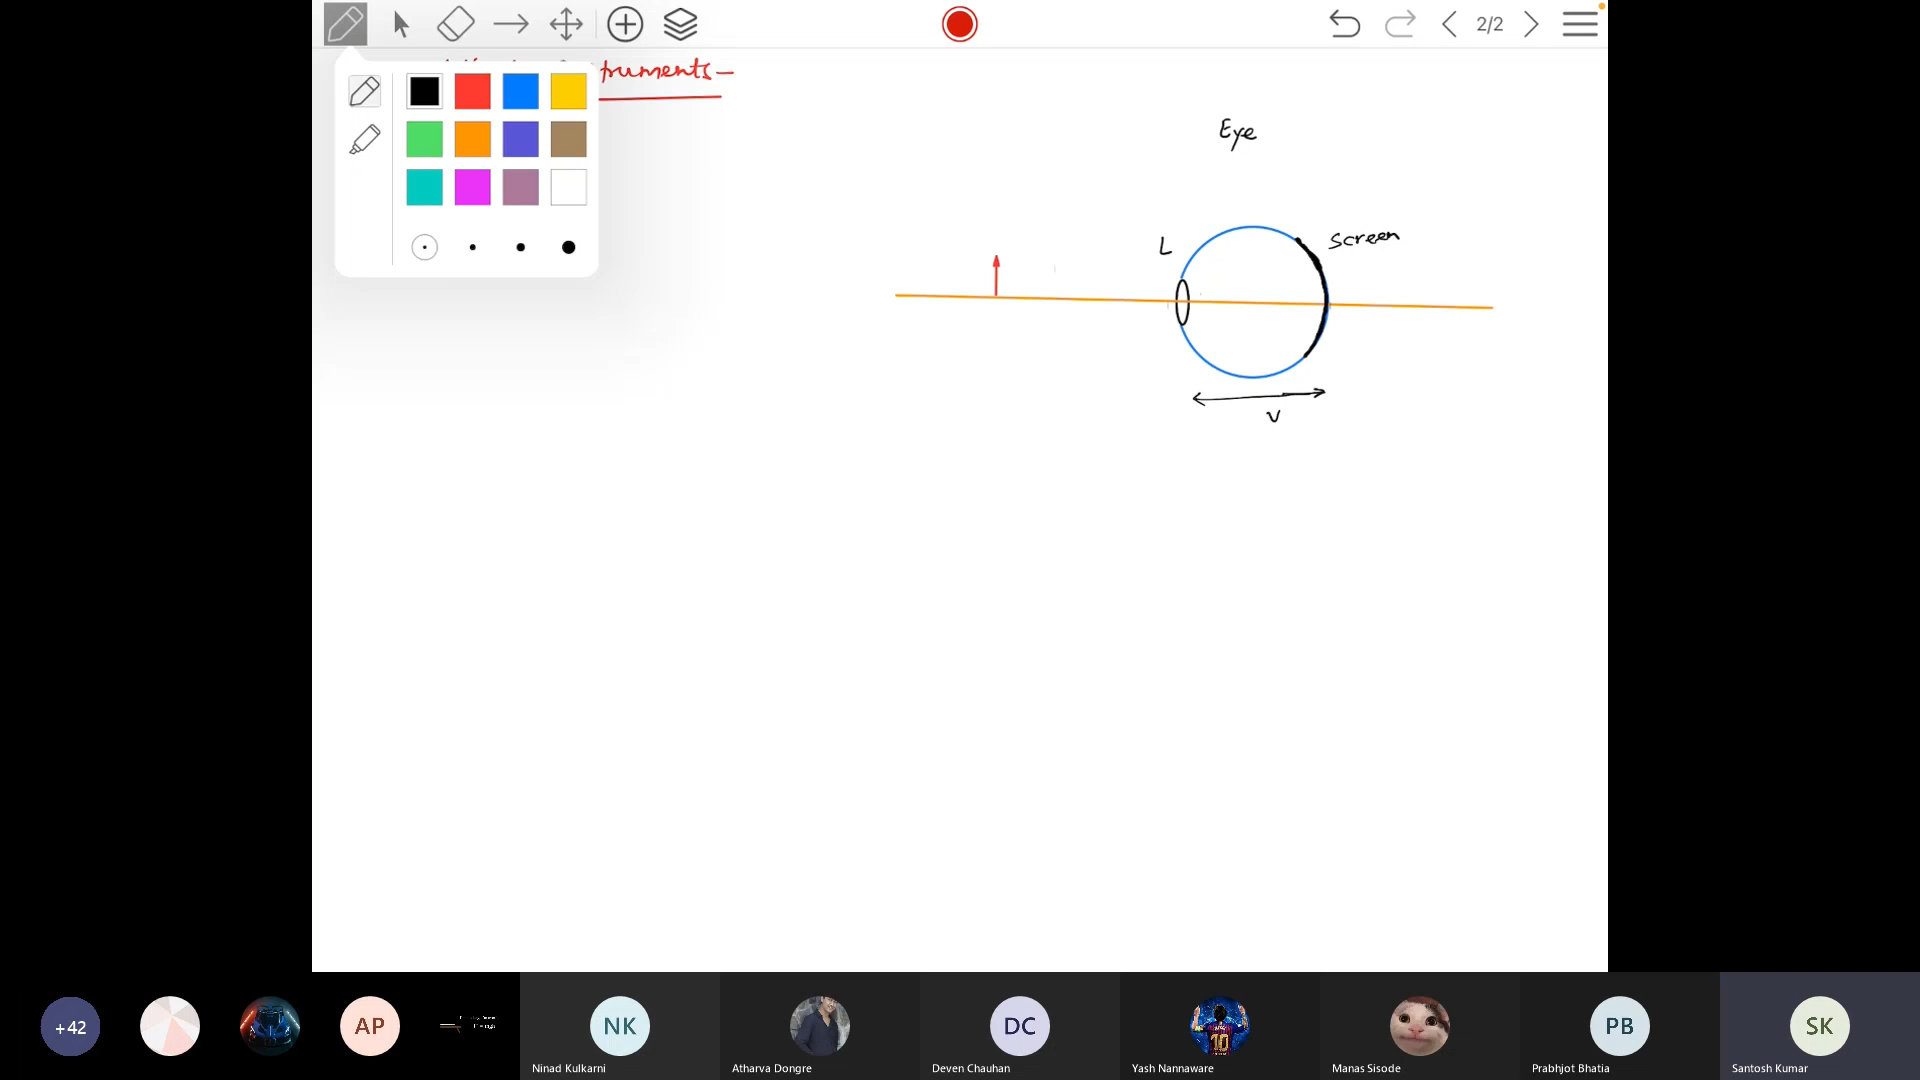 2/2
truments-
Eye
L
Screen
V
+42
AP
NK
DC
10
PB
SK
Ninad Kulkarni
Atharva Dongre
Deven Chauhan
Yash Nannaware
Manas Sisode
Prabhjot Bhatia
Santosh Kumar